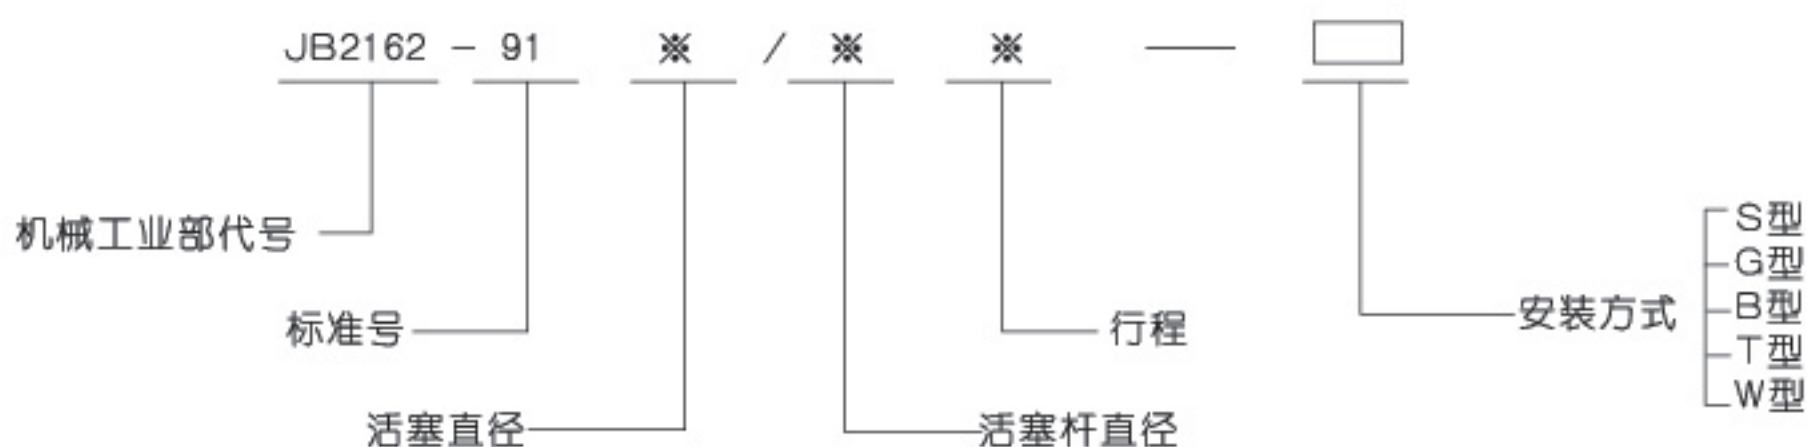 JB2162 - 91 ※ / ※ ※ —
机械工业部代号
标准号
活塞直径
活塞杆直径
行程
安装方式
S型
G型
B型
T型
W型